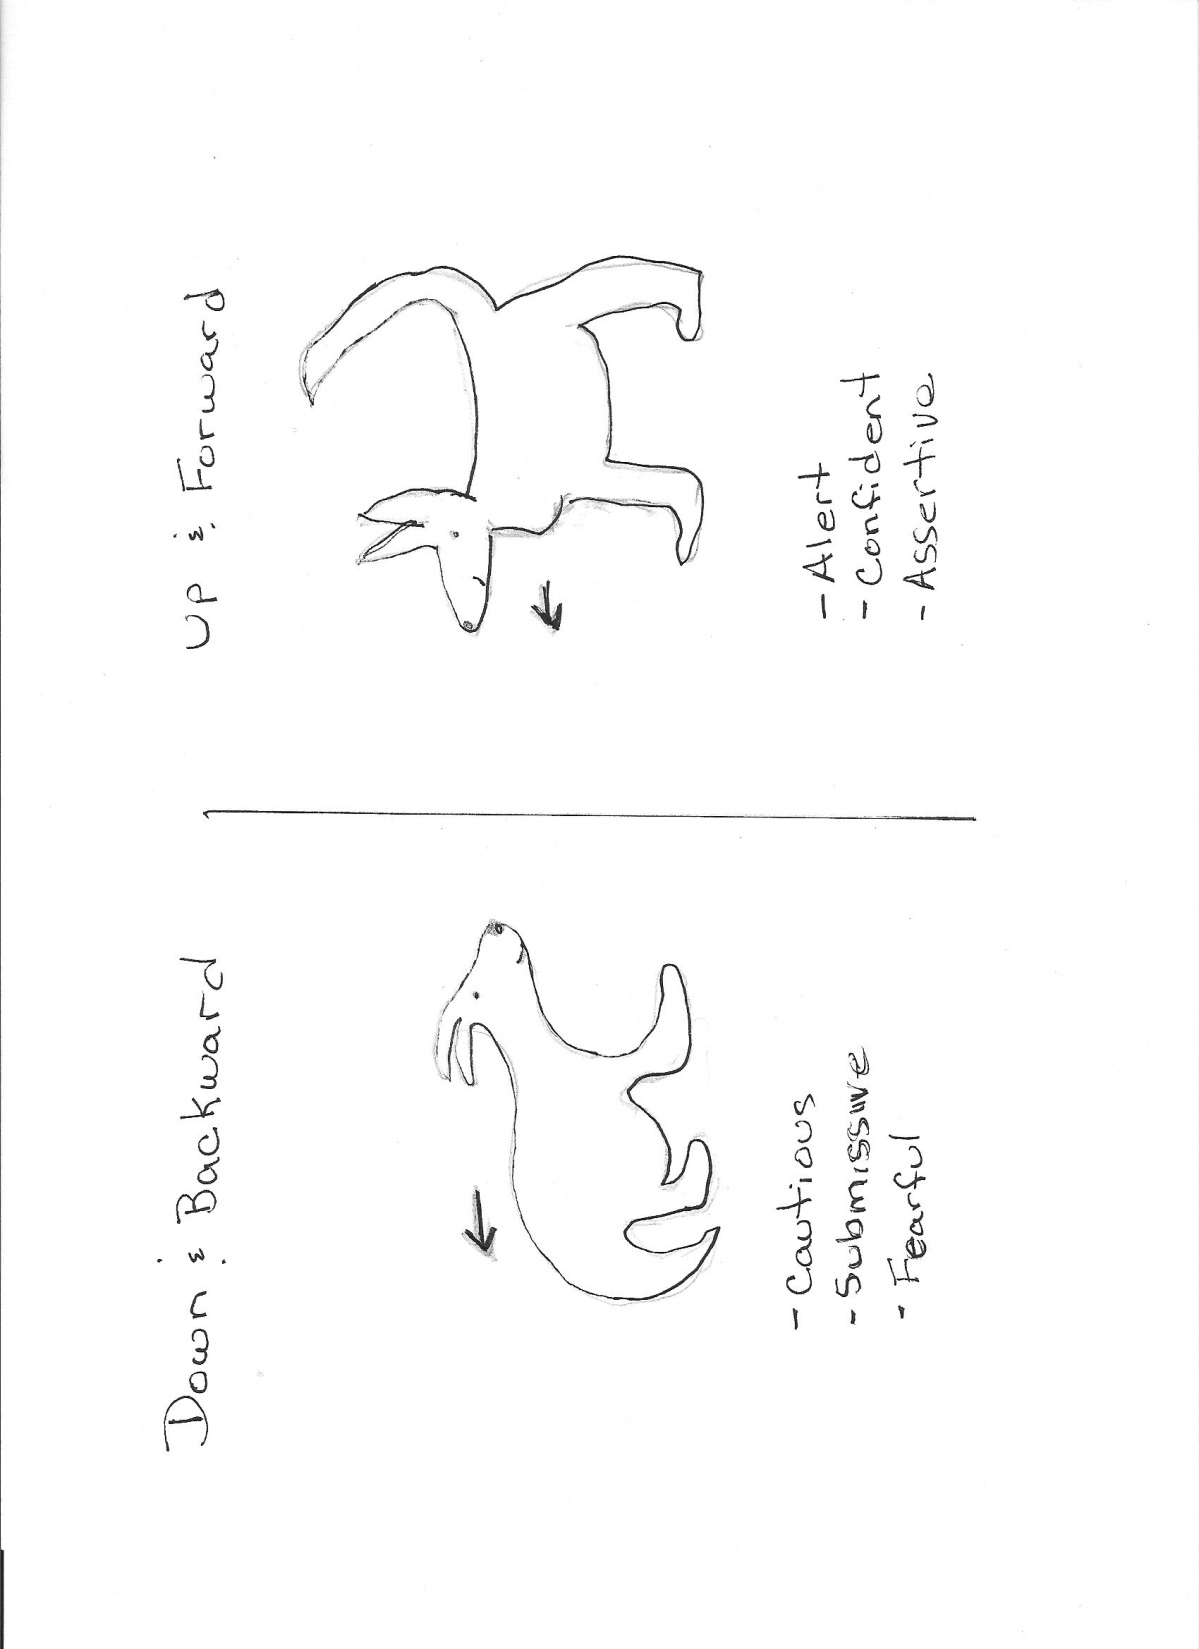 Down & Backward
- Cautious
- Submissive
- Fearful
Up & Forward
- Alert
- Confident
- Assertive